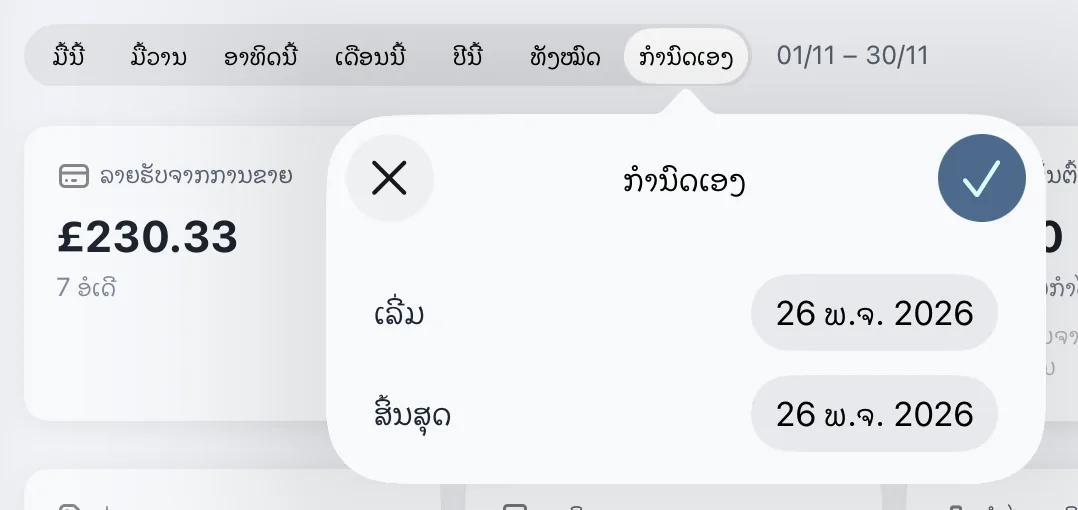 ມື້ນີ້ ມື້ວານ ອາທິດນີ້ ເດືອນນີ້ ປີນີ້ ທັງໝົດ ກຳນົດເອງ 01/11 – 30/11
ລາຍຮັບຈາກການຂາຍ
£230.33
7 ອໍເດີ
ກຳນົດເອງ
ເລີ່ມ 26 ພ.ຈ. 2026
ສິ້ນສຸດ 26 ພ.ຈ. 2026